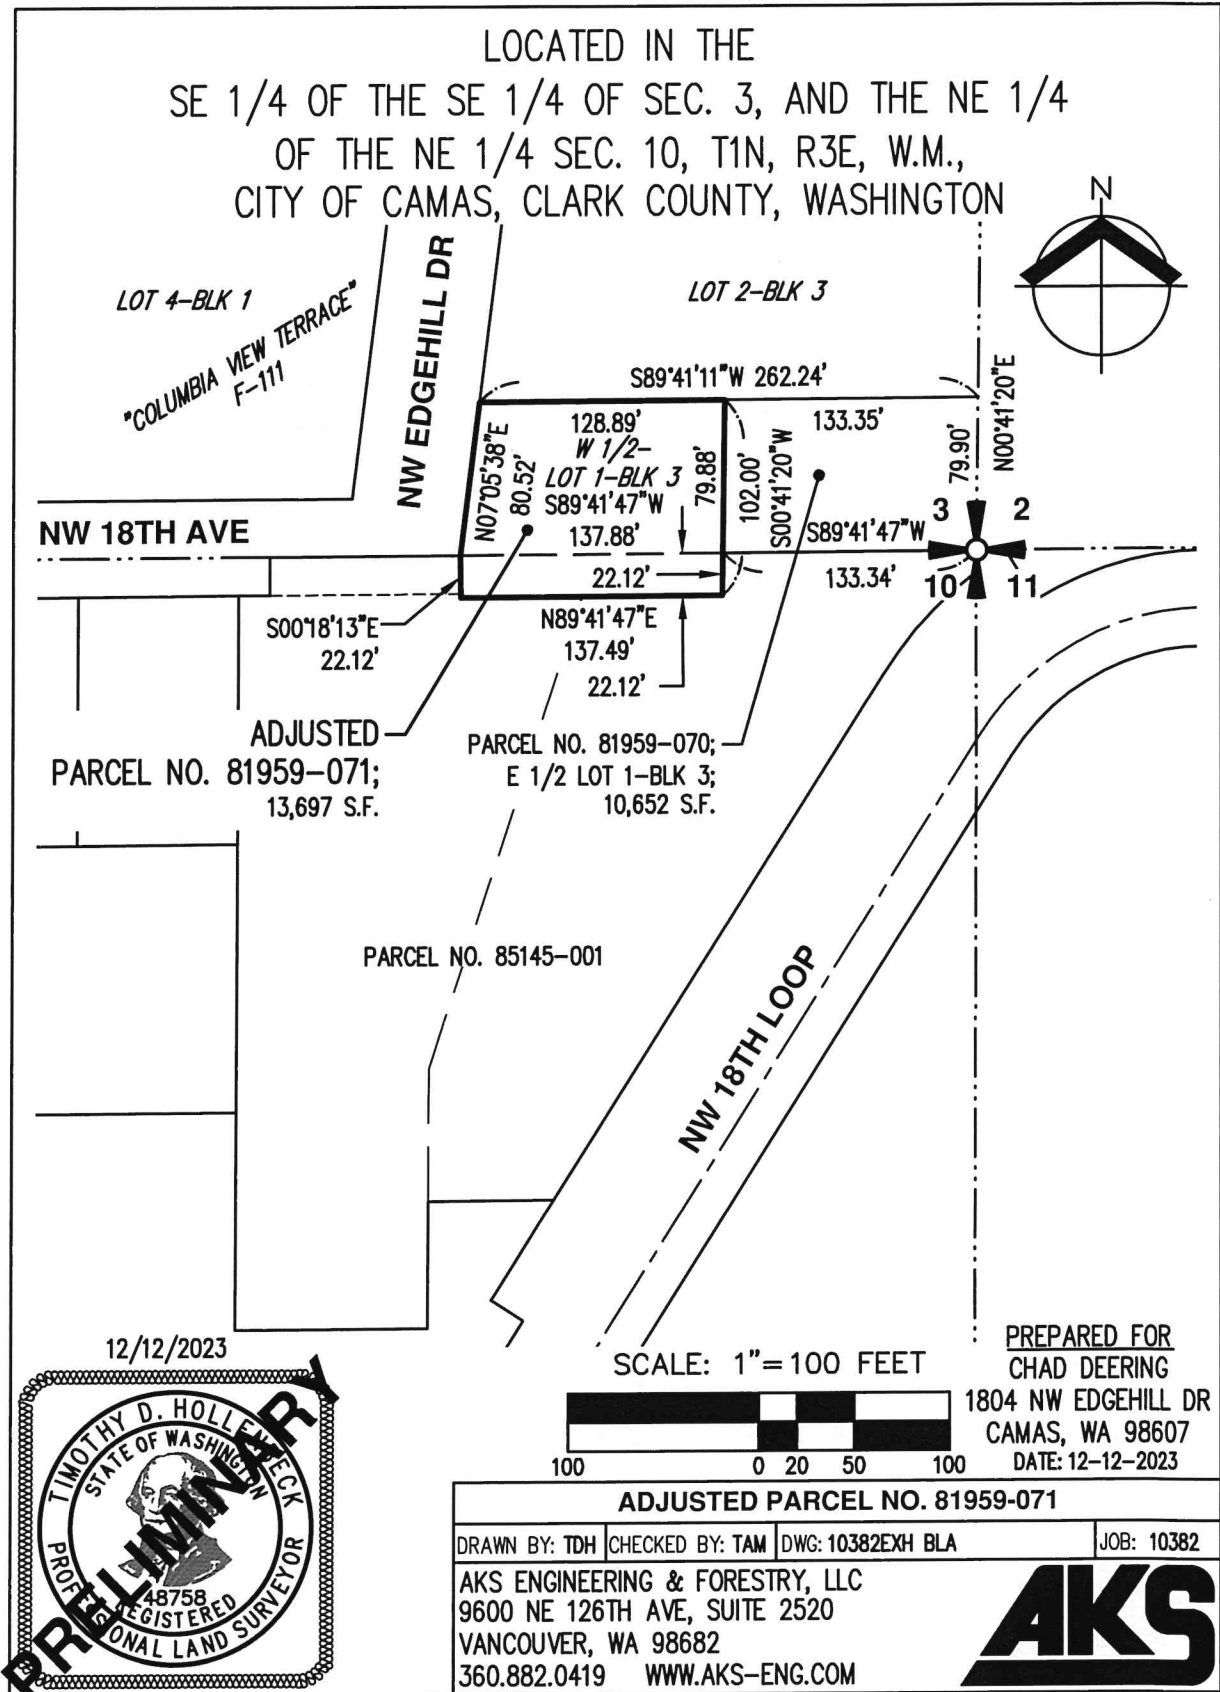 LOCATED IN THE
SE 1/4 OF THE SE 1/4 OF SEC. 3, AND THE NE 1/4
OF THE NE 1/4 SEC. 10, T1N, R3E, W.M.,
CITY OF CAMAS, CLARK COUNTY, WASHINGTON
N
LOT 4-BLK 1
"COLUMBIA VIEW TERRACE"
F-111
NW EDGEHILL DR
LOT 2-BLK 3
S89°41'11"W 262.24'
128.89'
133.35'
W 1/2-
LOT 1-BLK 3
N07°05'38"E
80.52'
79.88'
102.00'
S00°41'20"W
79.90'
N00°41'20"E
S89°41'47"W
137.88'
S89°41'47"W
133.34'
3 2
10 11
NW 18TH AVE
22.12'
S00°18'13"E
22.12'
N89°41'47"E
137.49'
22.12'
ADJUSTED
PARCEL NO. 81959-071;
13,697 S.F.
PARCEL NO. 81959-070;
E 1/2 LOT 1-BLK 3;
10,652 S.F.
PARCEL NO. 85145-001
NW 18TH LOOP
12/12/2023
TIMOTHY D. HOLLENBECK
STATE OF WASHINGTON
48758
REGISTERED
PROFESSIONAL LAND SURVEYOR
PRELIMINARY
SCALE: 1"=100 FEET
100 0 20 50 100
PREPARED FOR
CHAD DEERING
1804 NW EDGEHILL DR
CAMAS, WA 98607
DATE: 12-12-2023
ADJUSTED PARCEL NO. 81959-071
DRAWN BY: TDH CHECKED BY: TAM DWG: 10382EXH BLA JOB: 10382
AKS ENGINEERING & FORESTRY, LLC
9600 NE 126TH AVE, SUITE 2520
VANCOUVER, WA 98682
360.882.0419 WWW.AKS-ENG.COM
AKS